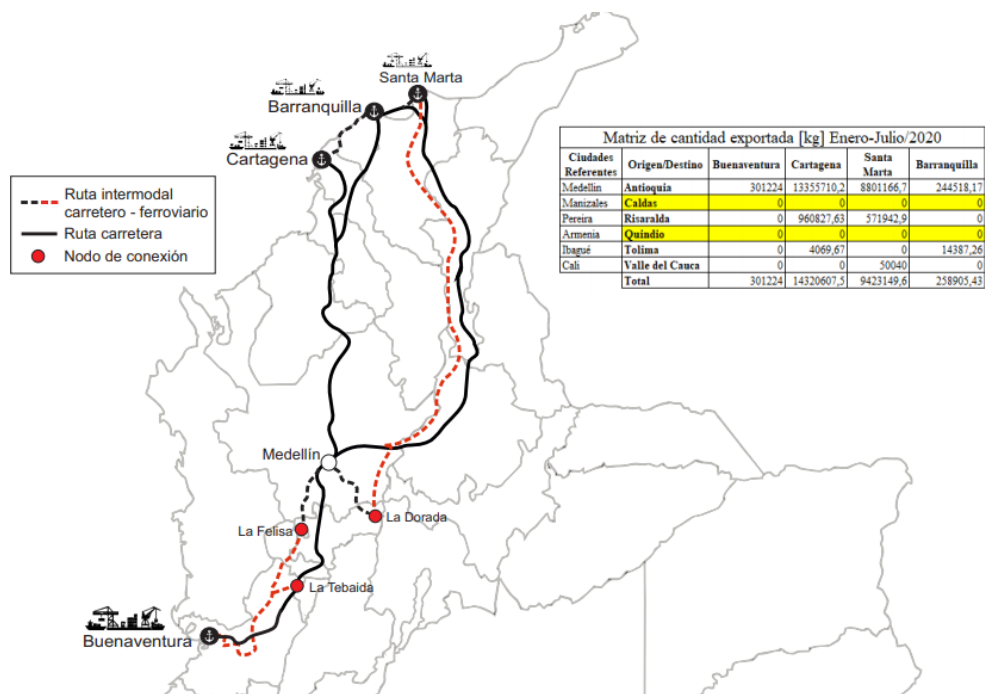 Santa Marta
Barranquilla
Cartagena
Ruta intermodal
carretero - ferroviario
Ruta carretera
Nodo de conexión
Matriz de cantidad exportada [kg] Enero-Julio/2020
Ciudades Referentes Origen/Destino Buenaventura Cartagena Santa Marta Barranquilla
Medellin Antioquia 301224 13355710,2 8801166,7 244518,17
Manizales Caldas 0 0 0 0
Pereira Risaralda 0 960827,63 571942,9 0
Armenia Quindio 0 0 0 0
Ibagué Tolima 0 4069,67 0 14387,26
Cali Valle del Cauca 0 0 50040 0
Total 301224 14320607,5 9423149,6 258905,43
Medellín
La Felisa
La Dorada
La Tebaida
Buenaventura